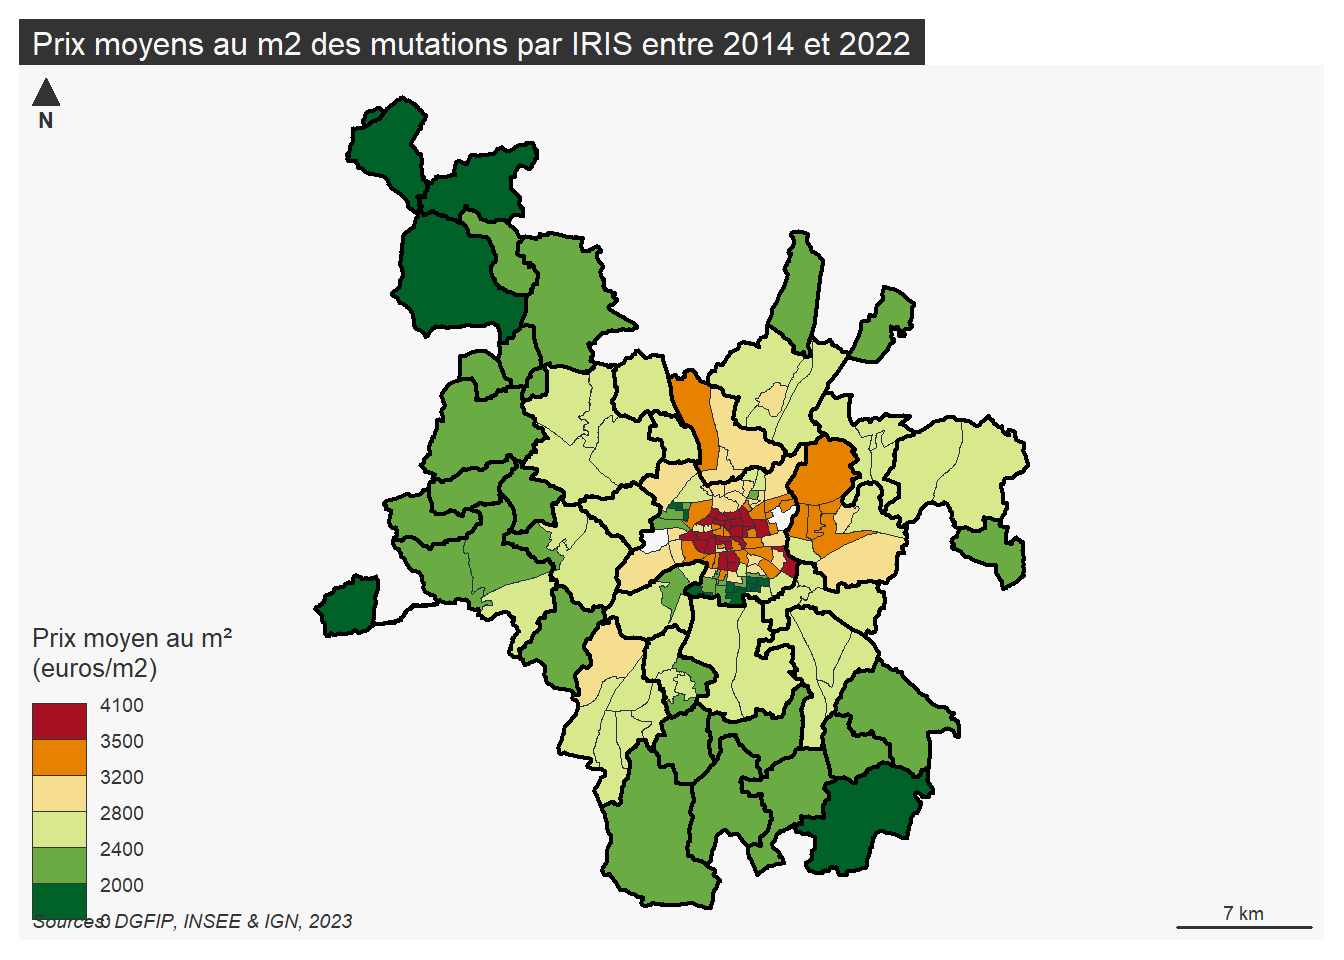 Prix moyens au m2 des mutations par IRIS entre 2014 et 2022
N
Prix moyen au m²
(euros/m2)
4100
3500
3200
2800
2400
2000
0
Sources: DGFIP, INSEE & IGN, 2023
7 km